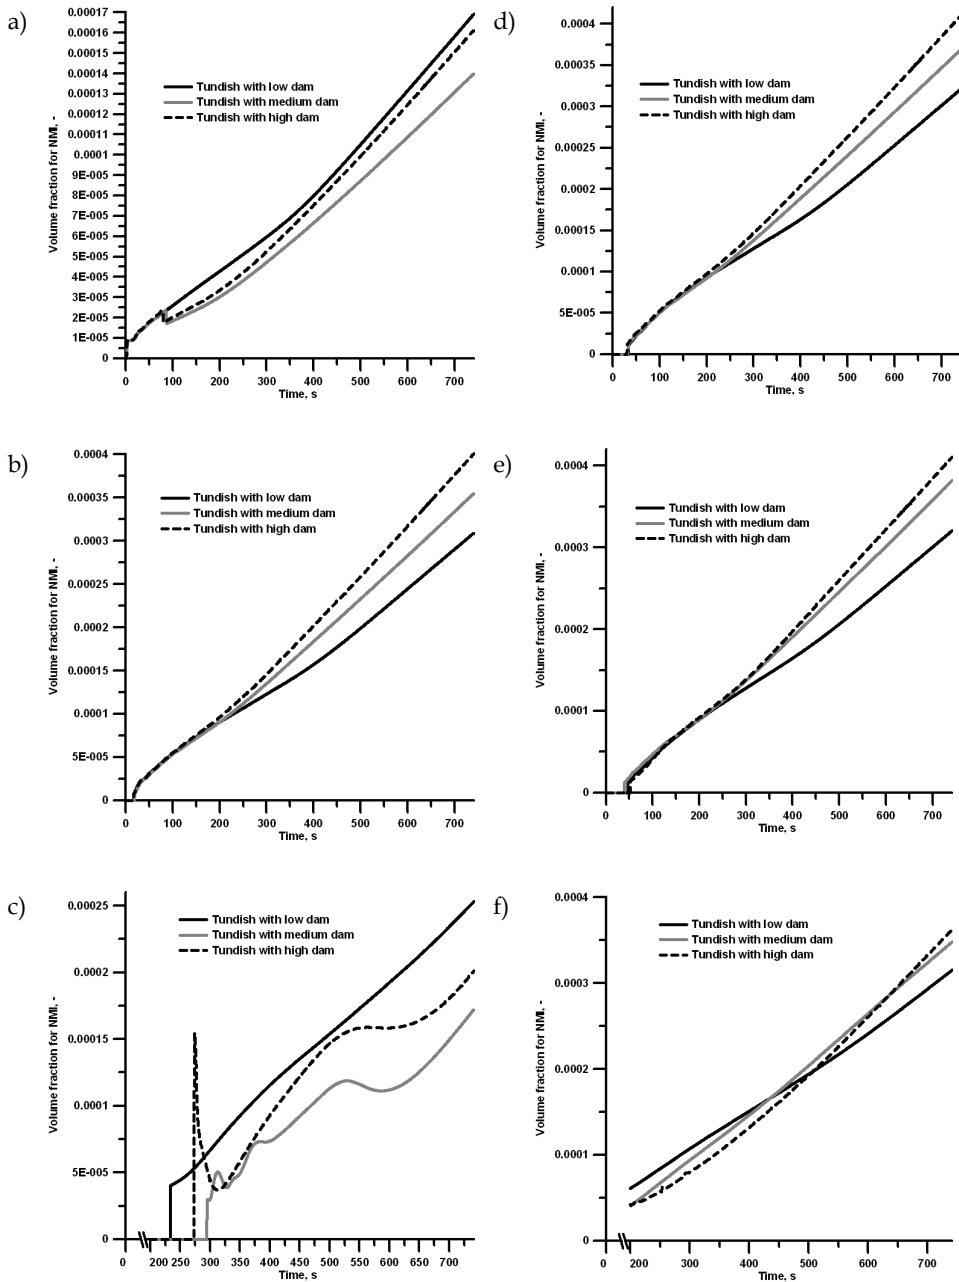 a)
Volume fraction for NMI, -
0.00017
0.00016
0.00015
0.00014
0.00013
0.00012
0.00011
0.0001
9E-005
8E-005
7E-005
6E-005
5E-005
4E-005
3E-005
2E-005
1E-005
0
Tundish with low dam
Tundish with medium dam
Tundish with high dam
0 100 200 300 400 500 600 700
Time, s
d)
Volume fraction for NMI, -
0.0004
0.00035
0.0003
0.00025
0.0002
0.00015
0.0001
5E-005
0
Tundish with low dam
Tundish with medium dam
Tundish with high dam
0 100 200 300 400 500 600 700
Time, s
b)
Volume fraction for NMI, -
0.0004
0.00035
0.0003
0.00025
0.0002
0.00015
0.0001
5E-005
0
Tundish with low dam
Tundish with medium dam
Tundish with high dam
0 100 200 300 400 500 600 700
Time, s
e)
Volume fraction for NMI, -
0.0004
0.0003
0.0002
0.0001
0
Tundish with low dam
Tundish with medium dam
Tundish with high dam
0 100 200 300 400 500 600 700
Time, s
c)
Volume fraction for NMI, -
0.00025
0.0002
0.00015
0.0001
5E-005
0
Tundish with low dam
Tundish with medium dam
Tundish with high dam
0 200 250 300 350 400 450 500 550 600 650 700
Time, s
f)
Volume fraction for NMI, -
0.0004
0.0003
0.0002
0.0001
0
Tundish with low dam
Tundish with medium dam
Tundish with high dam
0 200 300 400 500 600 700
Time, s